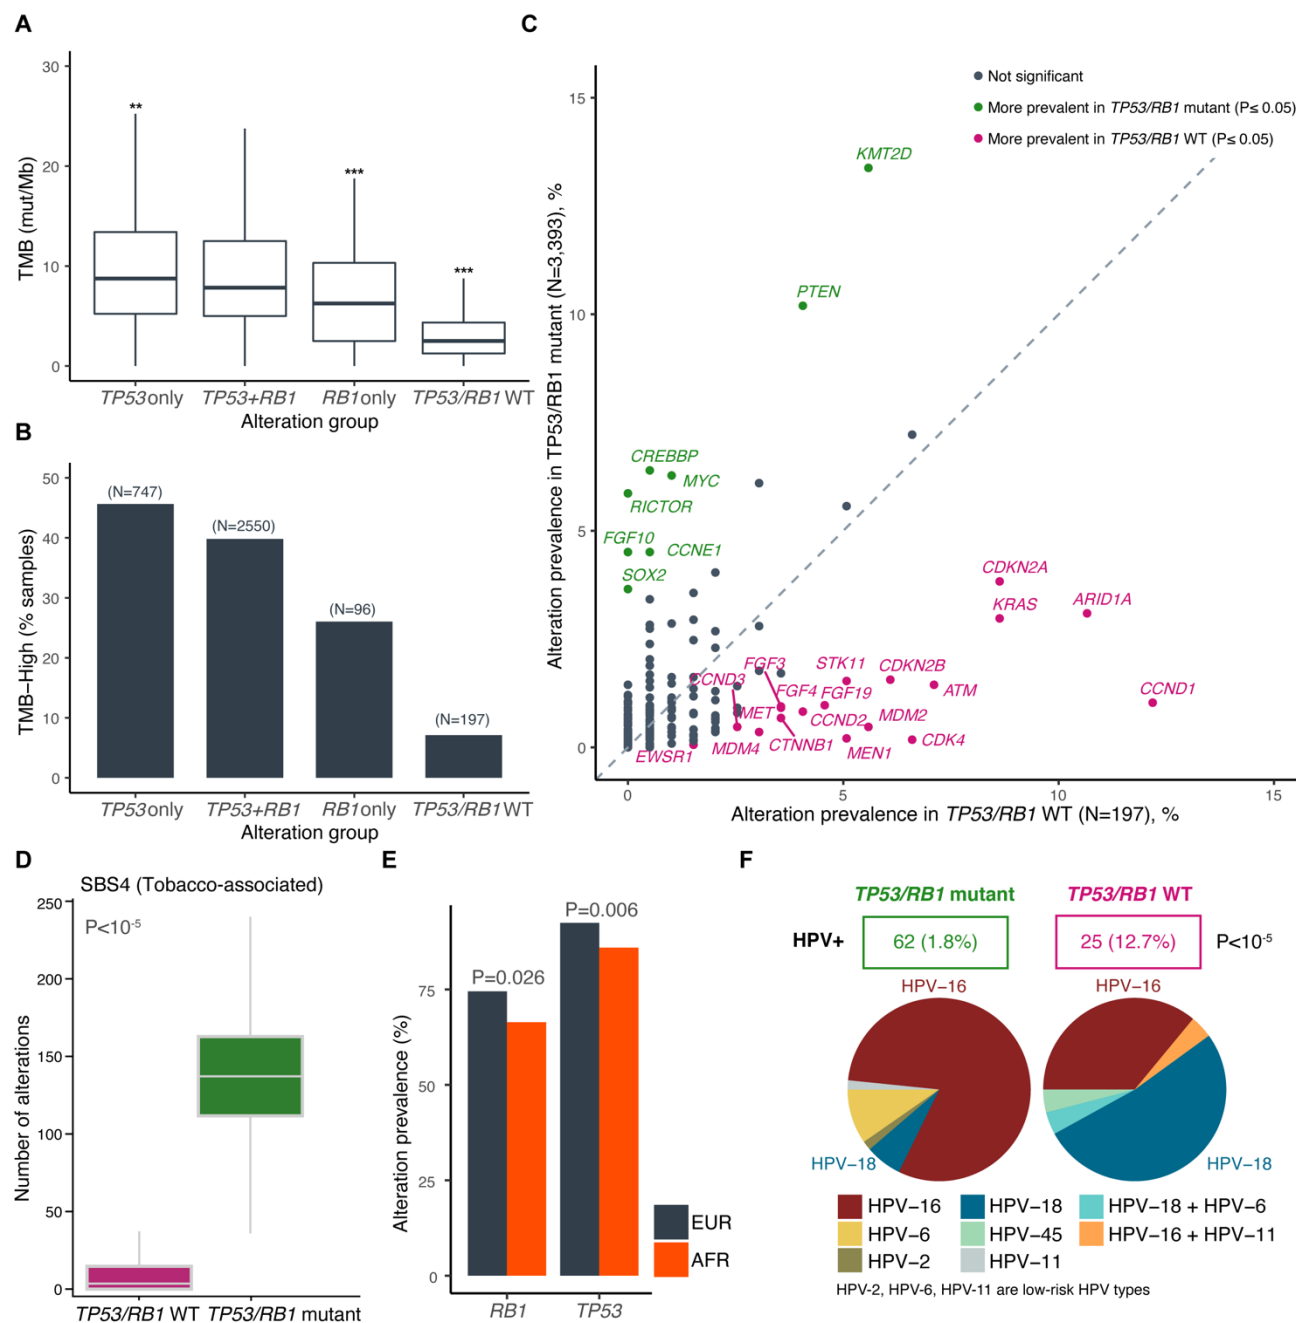 A
TMB (mut/Mb)
30
20
10
0
**
***
***
TP53 only
TP53+RB1
RB1 only
TP53/RB1 WT
Alteration group
B
TMB−High (% samples)
50
40
30
20
10
0
(N=747)
(N=2550)
(N=96)
(N=197)
TP53 only
TP53+RB1
RB1 only
TP53/RB1 WT
Alteration group
C
Alteration prevalence in TP53/RB1 mutant (N=3,393), %
15
10
5
0
Not significant
More prevalent in TP53/RB1 mutant (P≤ 0.05)
More prevalent in TP53/RB1 WT (P≤ 0.05)
KMT2D
PTEN
CREBBP
MYC
RICTOR
FGF10
CCNE1
SOX2
CDKN2A
KRAS
ARID1A
FGF3
STK11
CDKN2B
CCND3
ATM
CCND1
FGF4
FGF19
MET
CCND2
MDM2
CTNNB1
MDM4
MEN1
CDK4
EWSR1
0
5
10
15
Alteration prevalence in TP53/RB1 WT (N=197), %
D
SBS4 (Tobacco−associated)
P<10-5
Number of alterations
250
200
150
100
50
0
TP53/RB1 WT
TP53/RB1 mutant
E
Alteration prevalence (%)
75
50
25
0
P=0.026
P=0.006
EUR
AFR
RB1
TP53
F
TP53/RB1 mutant
TP53/RB1 WT
HPV+
62 (1.8%)
25 (12.7%)
P<10-5
HPV−16
HPV−16
HPV−18
HPV−18
HPV−16
HPV−18
HPV−18 + HPV−6
HPV−6
HPV−45
HPV−16 + HPV−11
HPV−2
HPV−11
HPV-2, HPV-6, HPV-11 are low-risk HPV types